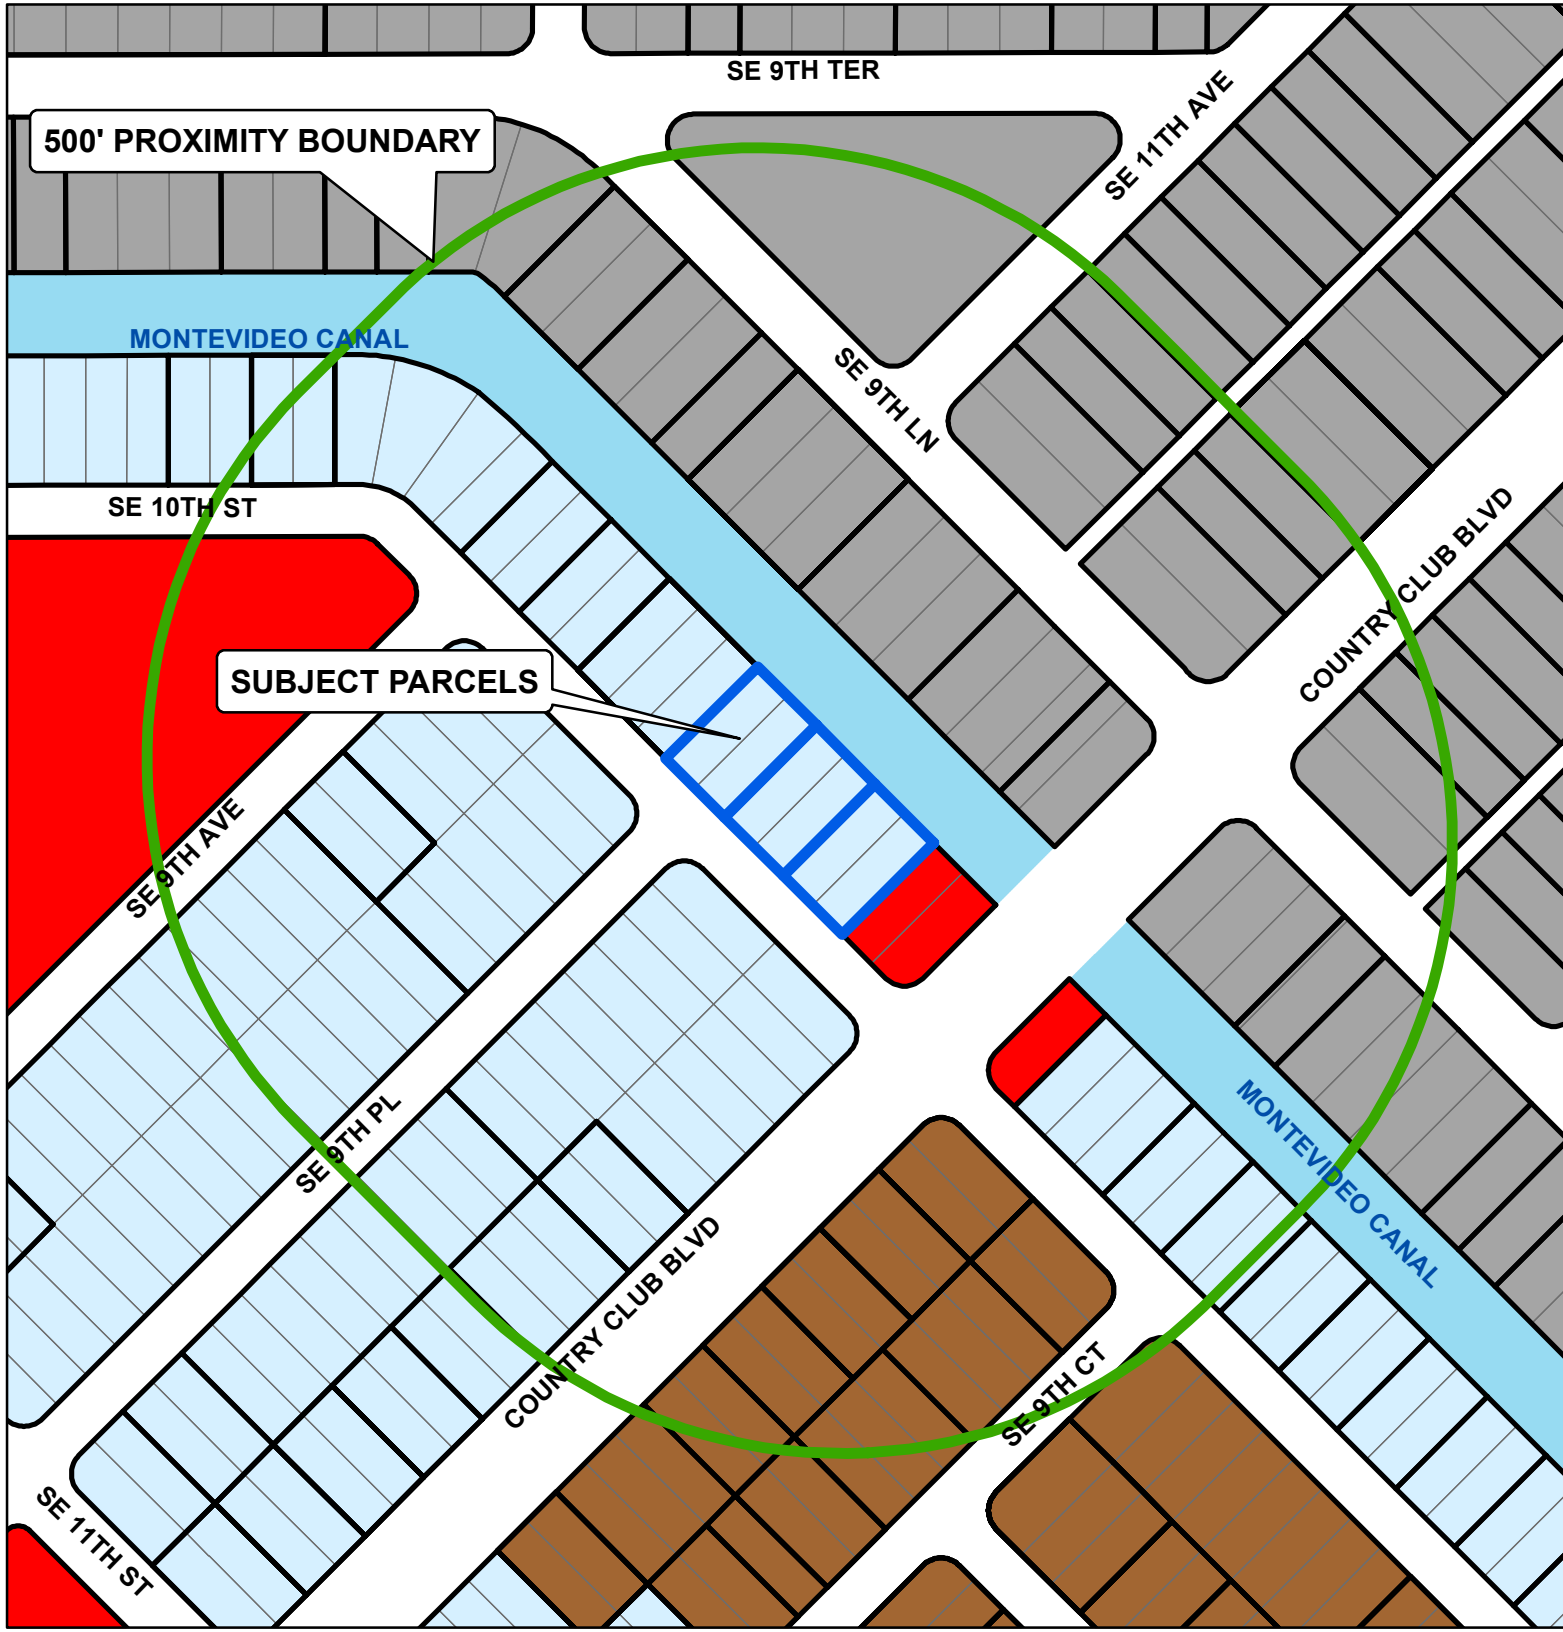 SE 9TH TER
SE 11TH AVE
500' PROXIMITY BOUNDARY
MONTEVIDEO CANAL
SE 9TH LN
SE 10TH ST
COUNTRY CLUB BLVD
SUBJECT PARCELS
SE 9TH AVE
SE 9TH PL
MONTEVIDEO CANAL
COUNTRY CLUB BLVD
SE 9TH CT
SE 11TH ST